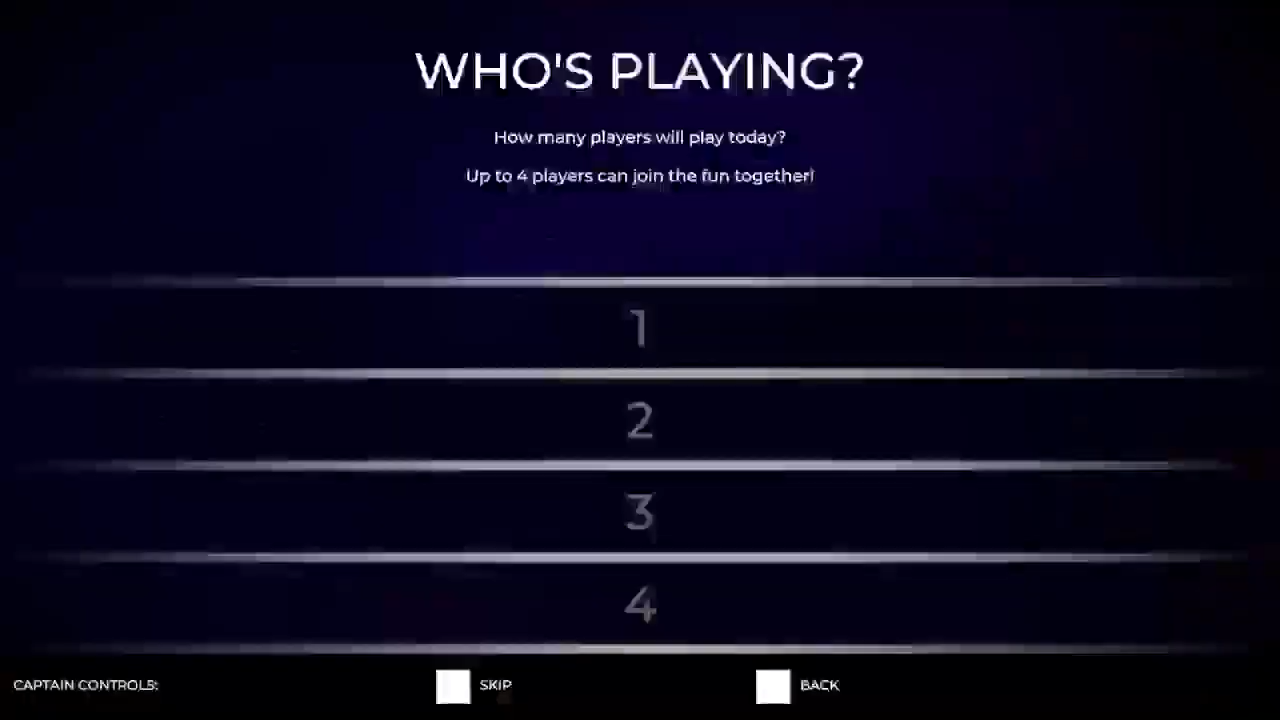 WHO'S PLAYING?
How many players will play today?
Up to 4 players can join the fun together!
1
2
3
4
CAPTAIN CONTROLS:
SKIP
BACK